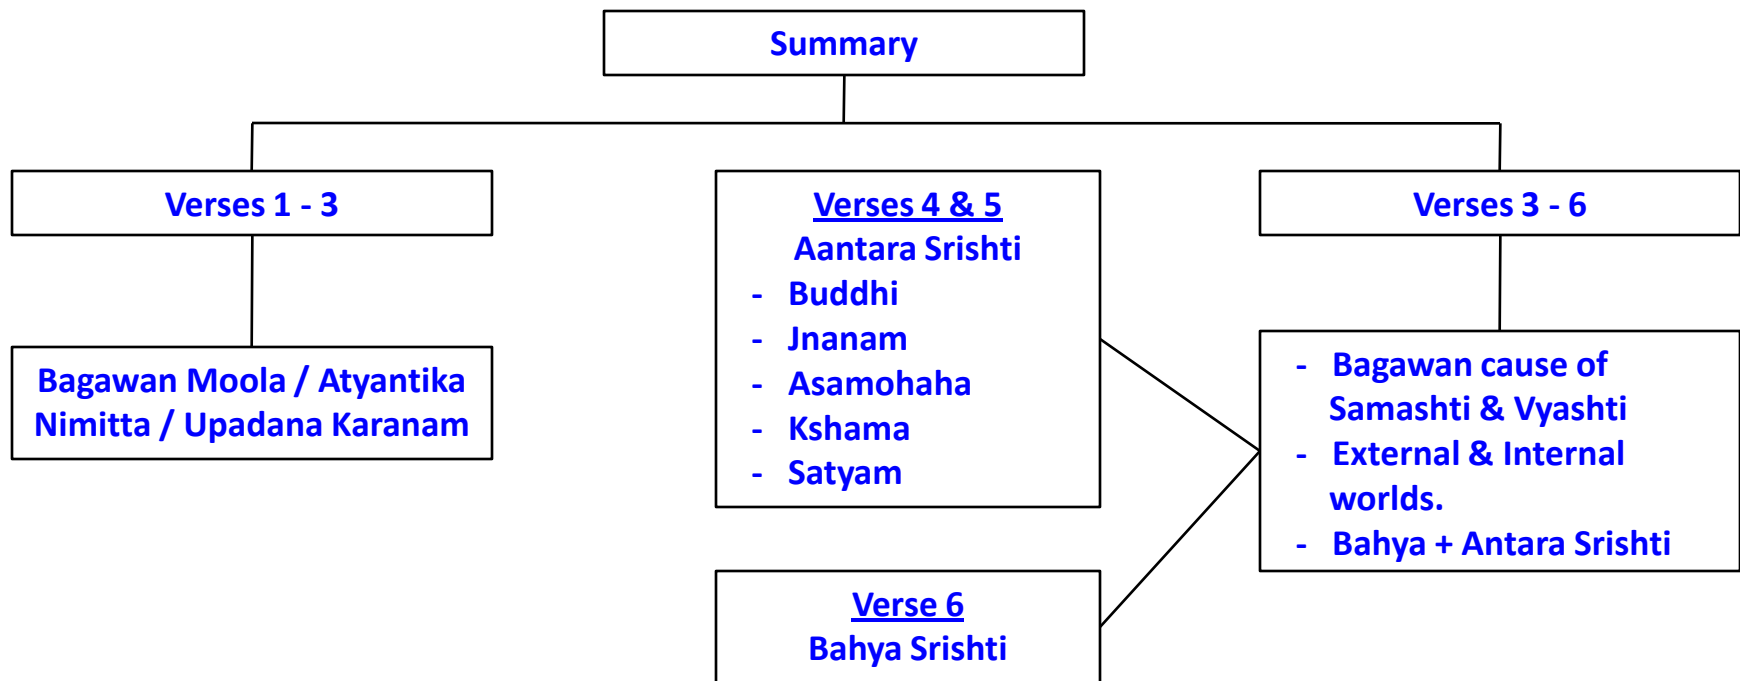 Summary
Verses 1 - 3
Bagawan Moola / Atyantika
Nimitta / Upadana Karanam
Verses 4 & 5
Aantara Srishti
- Buddhi
- Jnanam
- Asamohaha
- Kshama
- Satyam
Verse 6
Bahya Srishti
Verses 3 - 6
- Bagawan cause of
Samashti & Vyashti
- External & Internal
worlds.
- Bahya + Antara Srishti